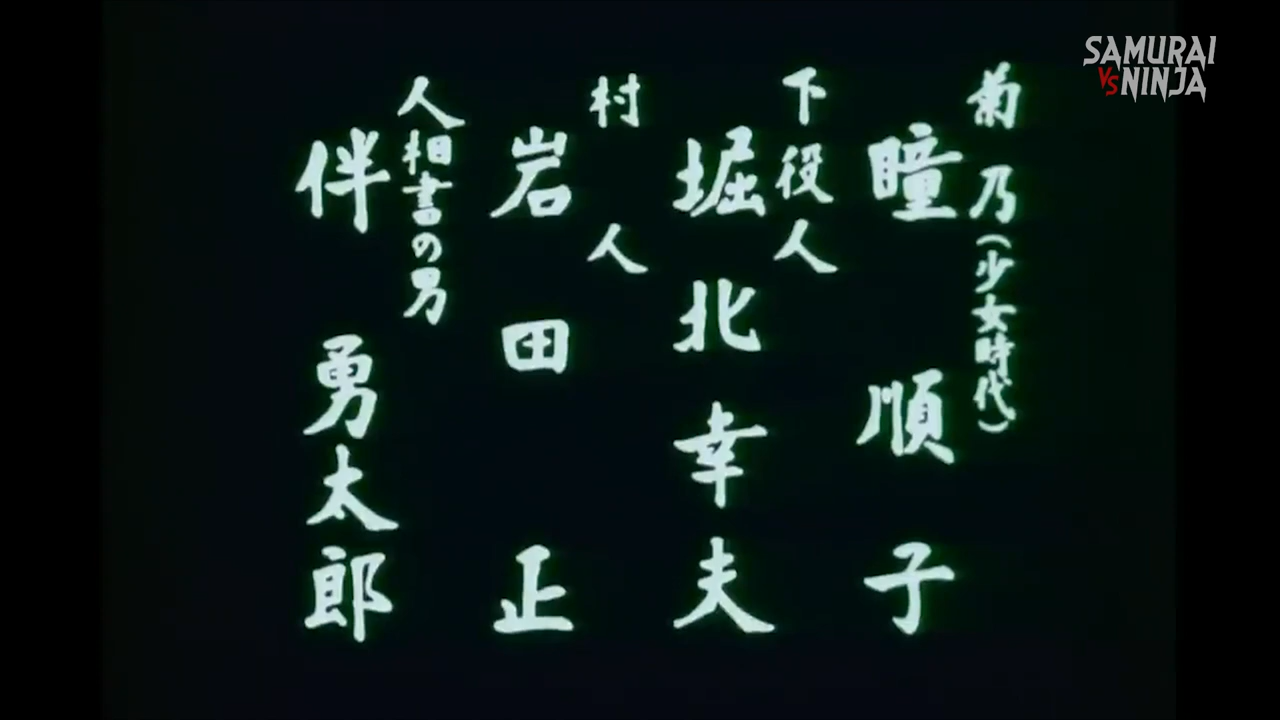 菊乃(少女時代)
瞳順子
下役人
堀北幸夫
村人
岩田正
人相書の男
伴勇太郎
SAMURAI
VS NINJA